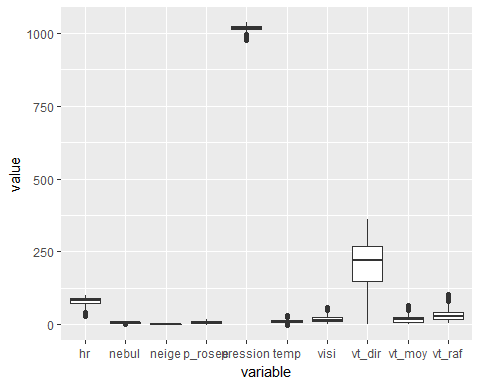 1000
750
500
250
0
value
hr nebul neige p_rosee pression temp visi vt_dir vt_moy vt_raf
variable